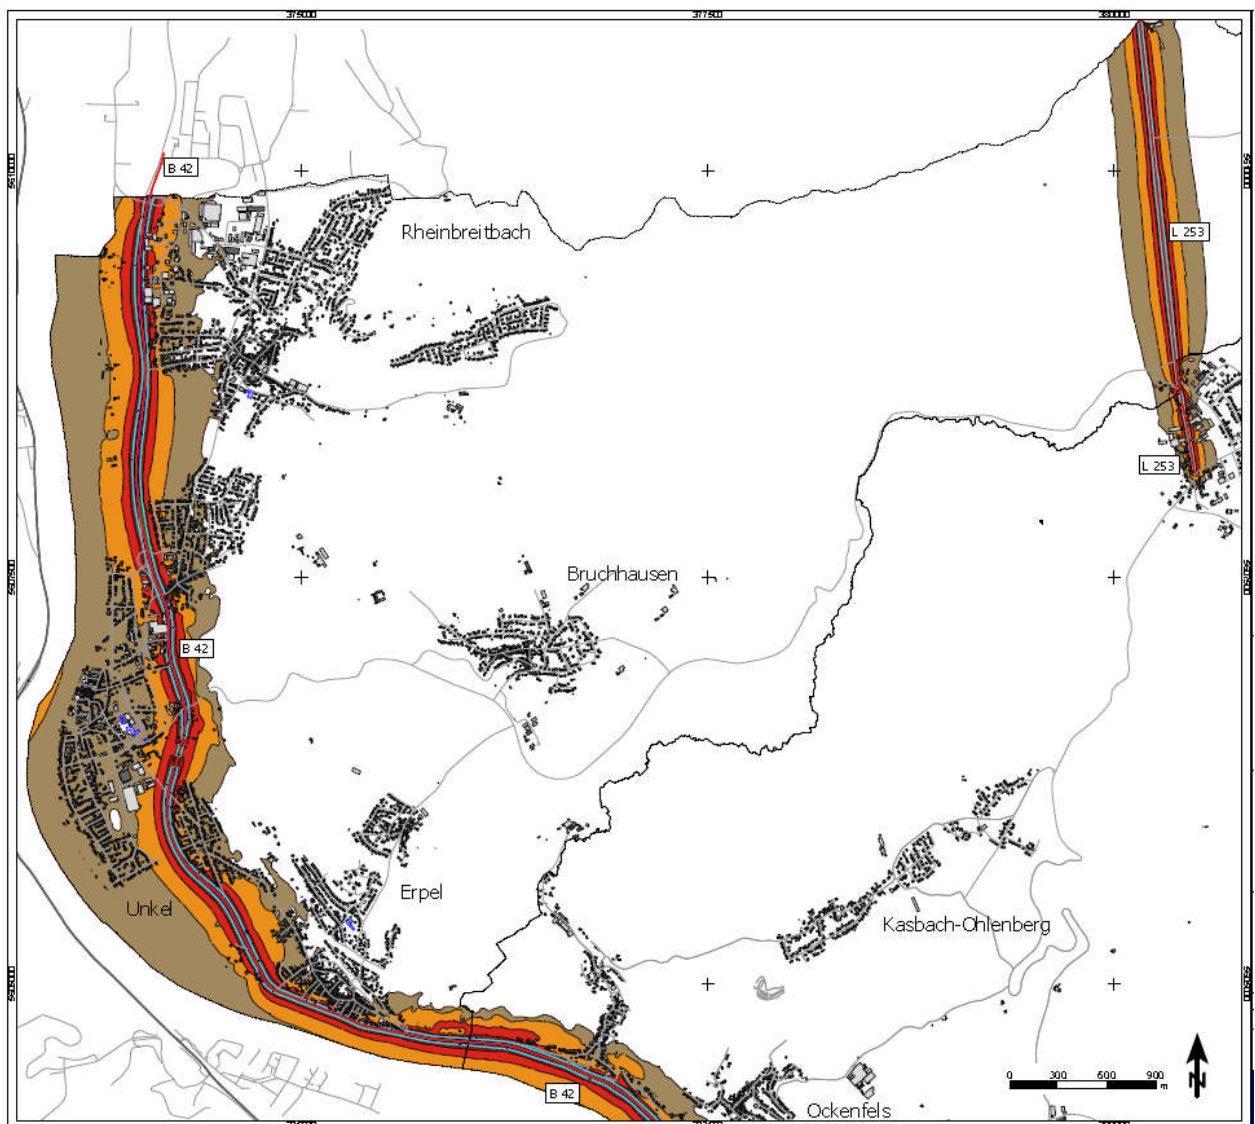 375000
377500
380000
B 42
Rheinbreitbach
L 253
L 253
Bruchhausen
B 42
Erpel
Unkel
Kasbach-Ohlenberg
0 300 600 900
m
N
B 42
Ockenfels